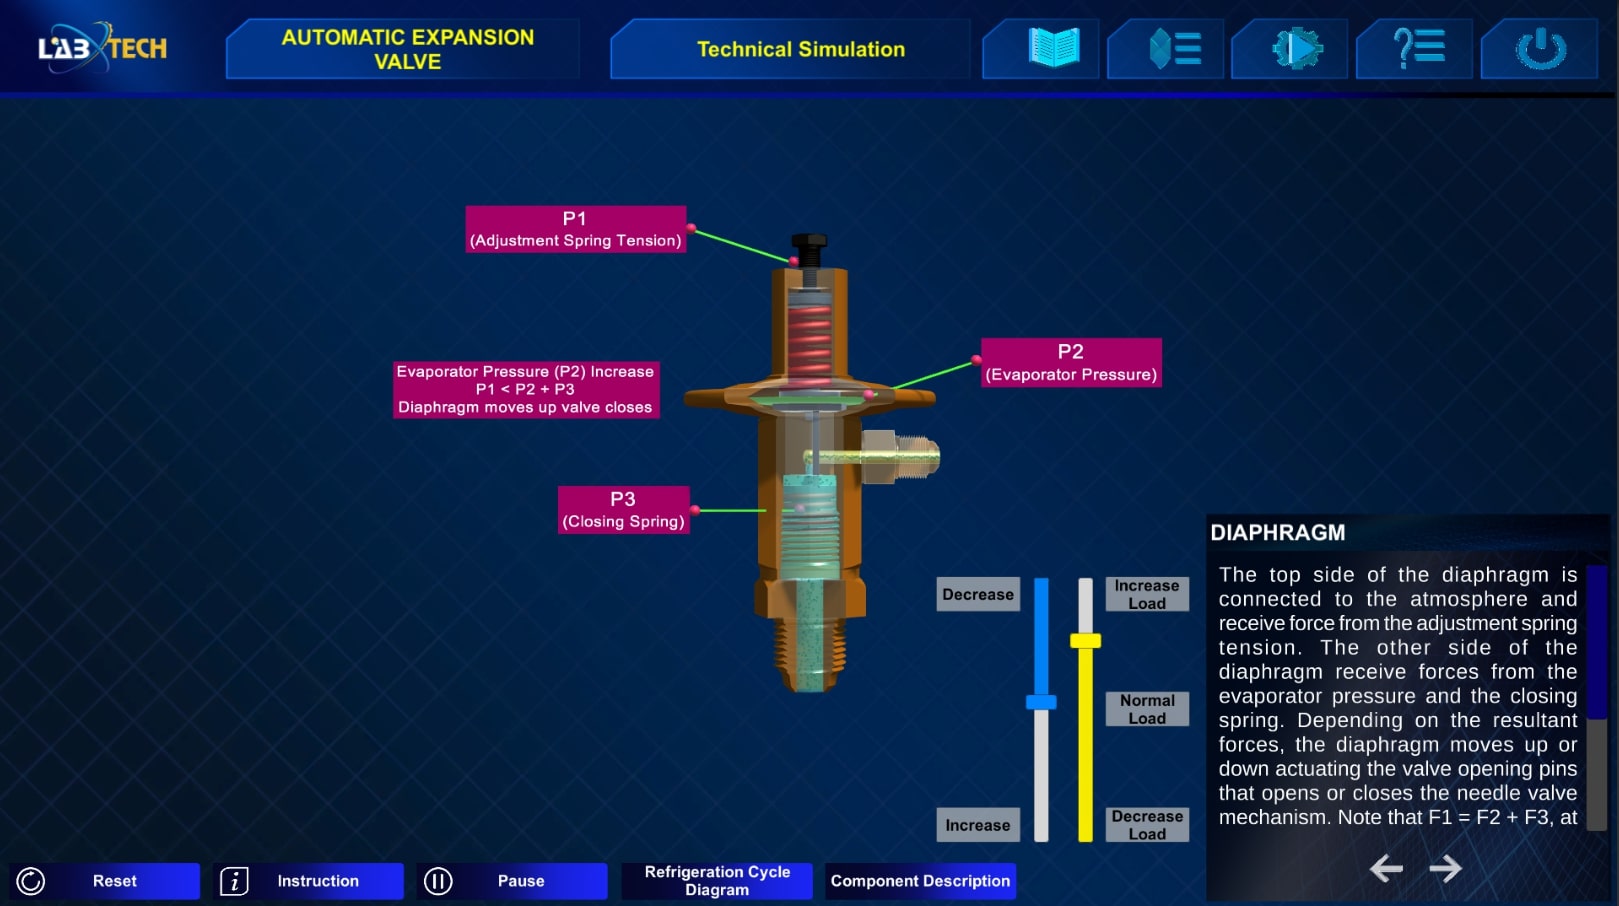 LABTECH
AUTOMATIC EXPANSION
VALVE
Technical Simulation
P1
(Adjustment Spring Tension)
P2
(Evaporator Pressure)
Evaporator Pressure (P2) Increase
P1 < P2 + P3
Diaphragm moves up valve closes
P3
(Closing Spring)
Decrease
Increase
Load
Normal
Load
Increase
Decrease
Load
DIAPHRAGM
The top side of the diaphragm is
connected to the atmosphere and
receive force from the adjustment spring
tension. The other side of the
diaphragm receive forces from the
evaporator pressure and the closing
spring. Depending on the resultant
forces, the diaphragm moves up or
down actuating the valve opening pins
that opens or closes the needle valve
mechanism. Note that F1 = F2 + F3, at
Reset
Instruction
Pause
Refrigeration Cycle
Diagram
Component Description